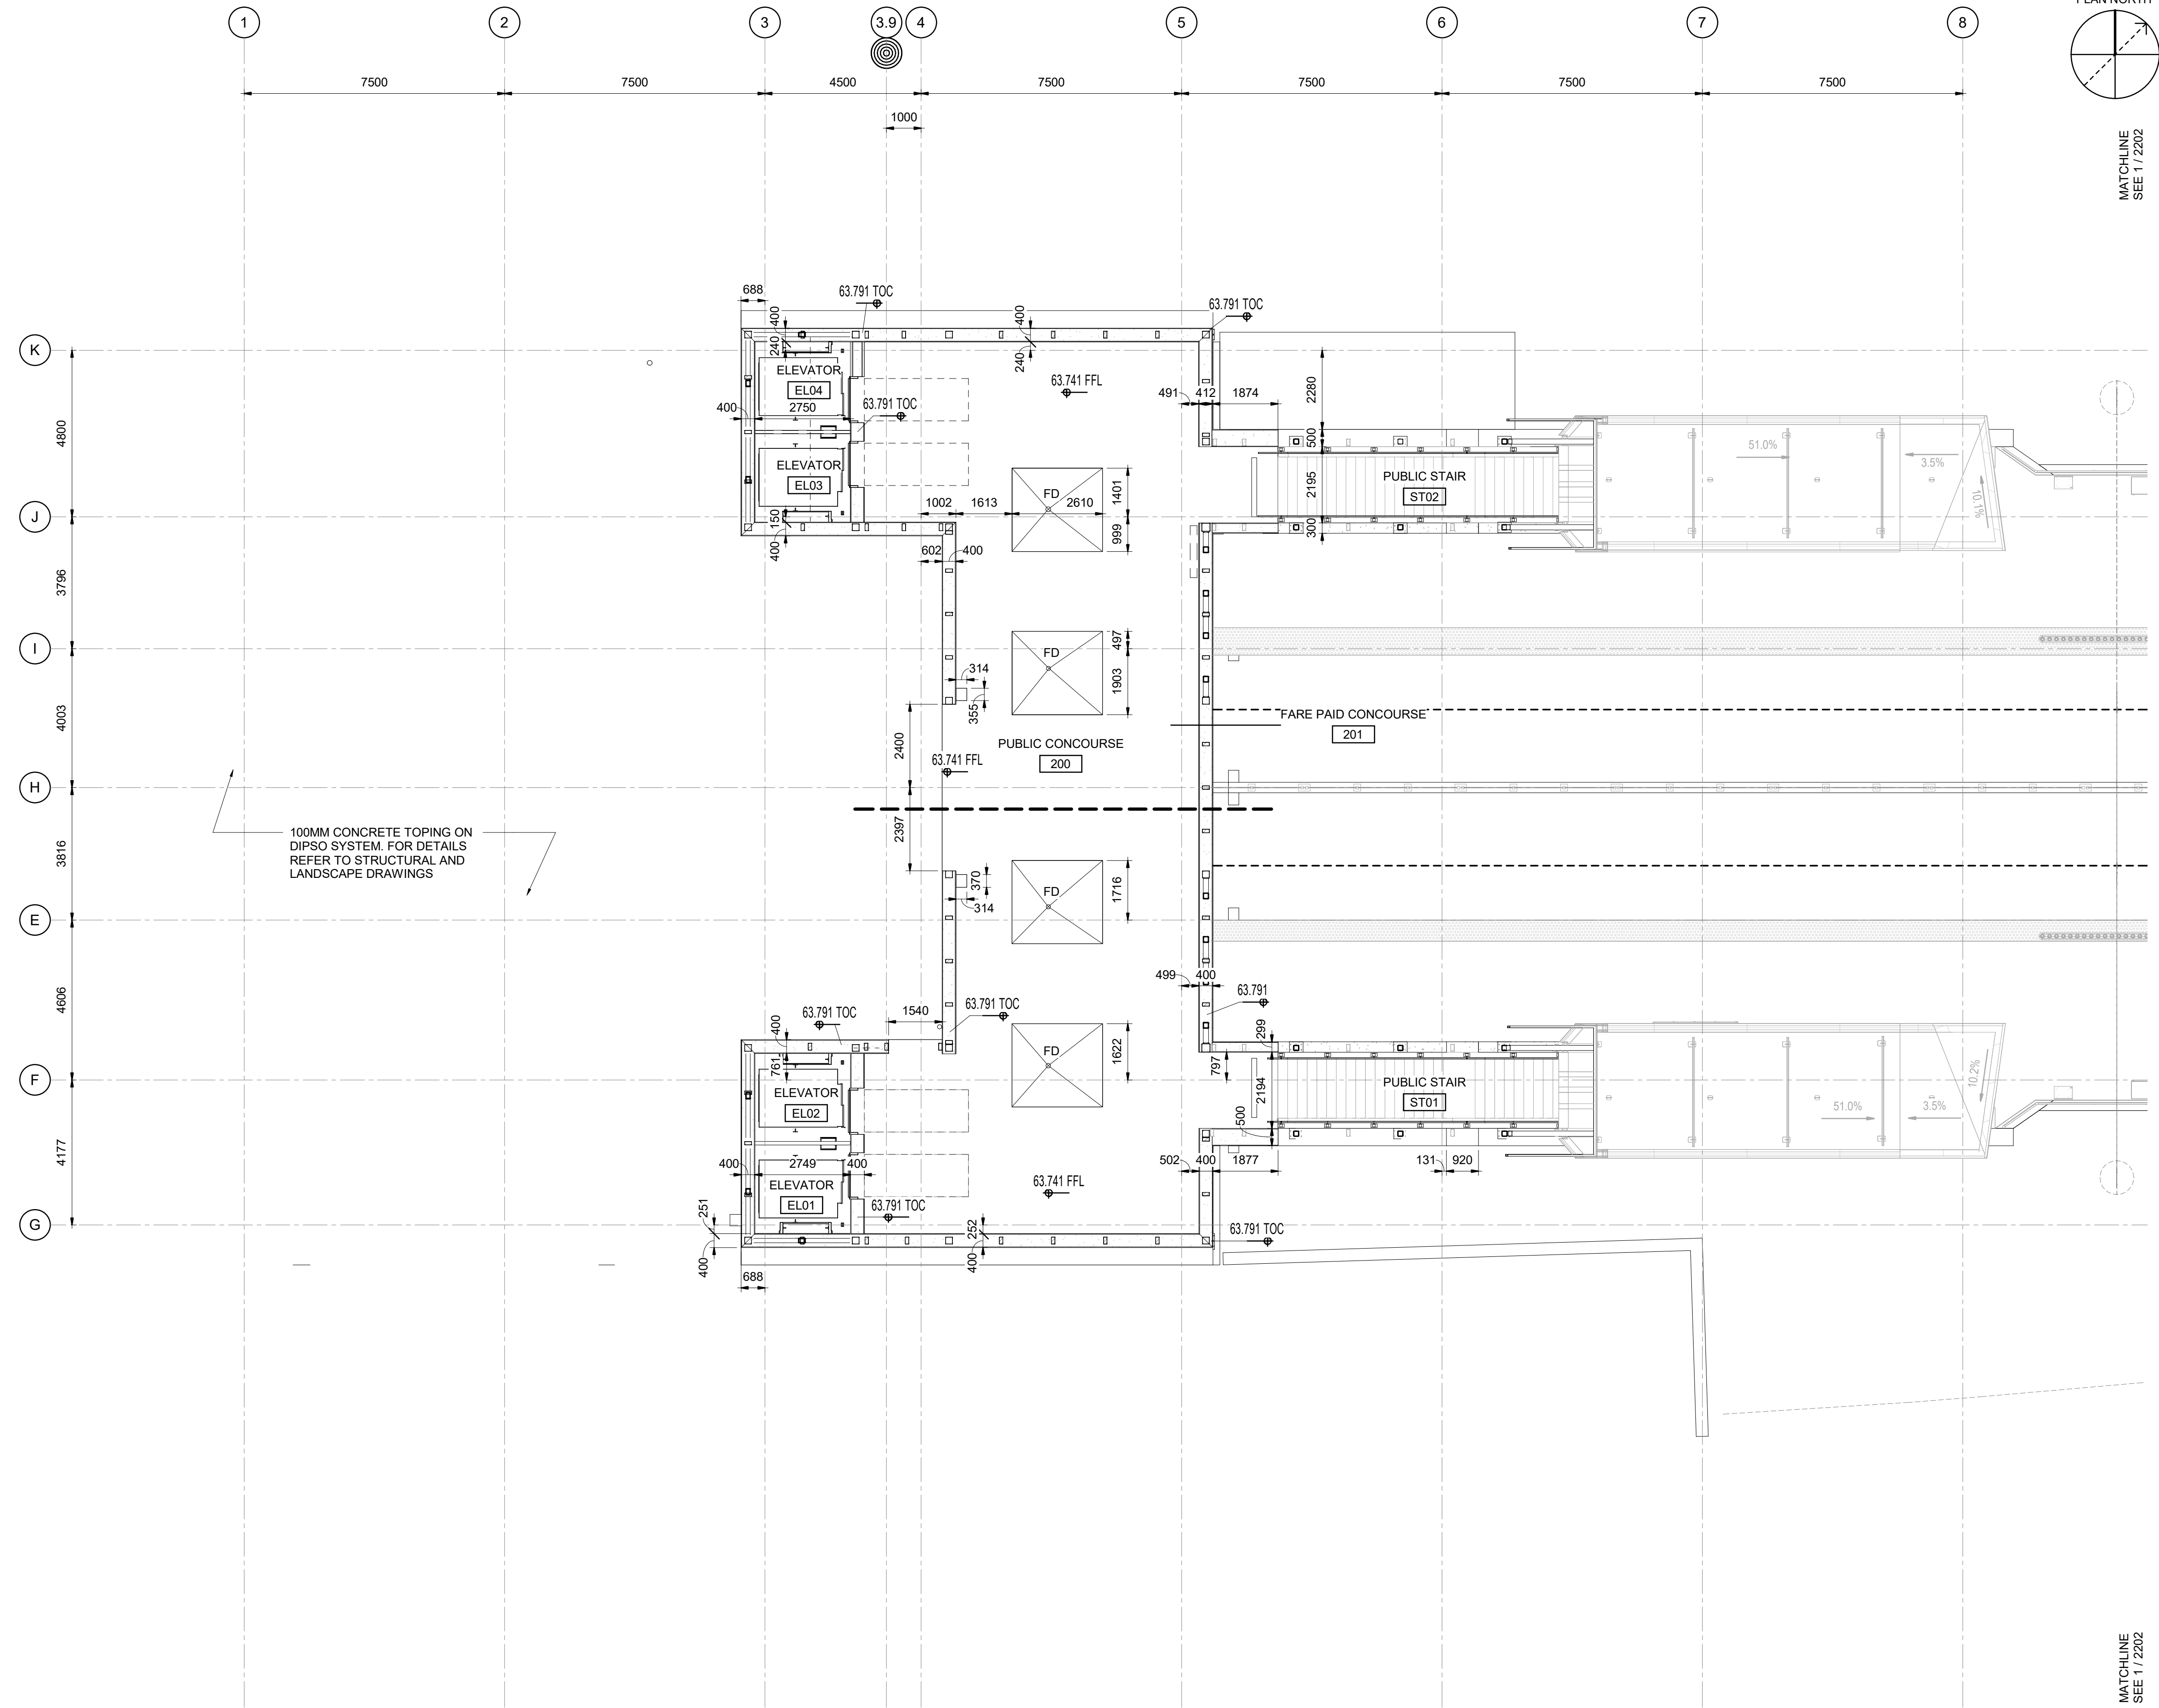 PLAN NORTH
1
2
3
3.9
4
5
6
7
8
7500
7500
4500
7500
7500
7500
7500
1000
MATCHLINE
SEE 1 / 2202
688
63.791 TOC
400
400
63.791 TOC
K
240
240
ELEVATOR
EL04
63.741 FFL
2280
491
412
1874
400
2750
63.791 TOC
4800
500
51.0%
3.5%
ELEVATOR
EL03
PUBLIC STAIR
ST02
2195
FD
1401
10.1%
1002
1613
2610
J
150
400
999
300
602
400
3796
497
I
FD
314
1903
355
4003
FARE PAID CONCOURSE
201
2400
PUBLIC CONCOURSE
200
63.741 FFL
H
2397
100MM CONCRETE TOPING ON
DIPSO SYSTEM. FOR DETAILS
REFER TO STRUCTURAL AND
LANDSCAPE DRAWINGS
3816
370
FD
1716
314
E
499
400
63.791
4606
63.791 TOC
1540
63.791 TOC
400
299
FD
1622
761
797
F
ELEVATOR
EL02
PUBLIC STAIR
ST01
2194
10.2%
51.0%
3.5%
500
4177
400
2749
400
502
400
1877
131
920
ELEVATOR
EL01
63.741 FFL
63.791 TOC
251
252
G
63.791 TOC
400
400
688
MATCHLINE
SEE 1 / 2202